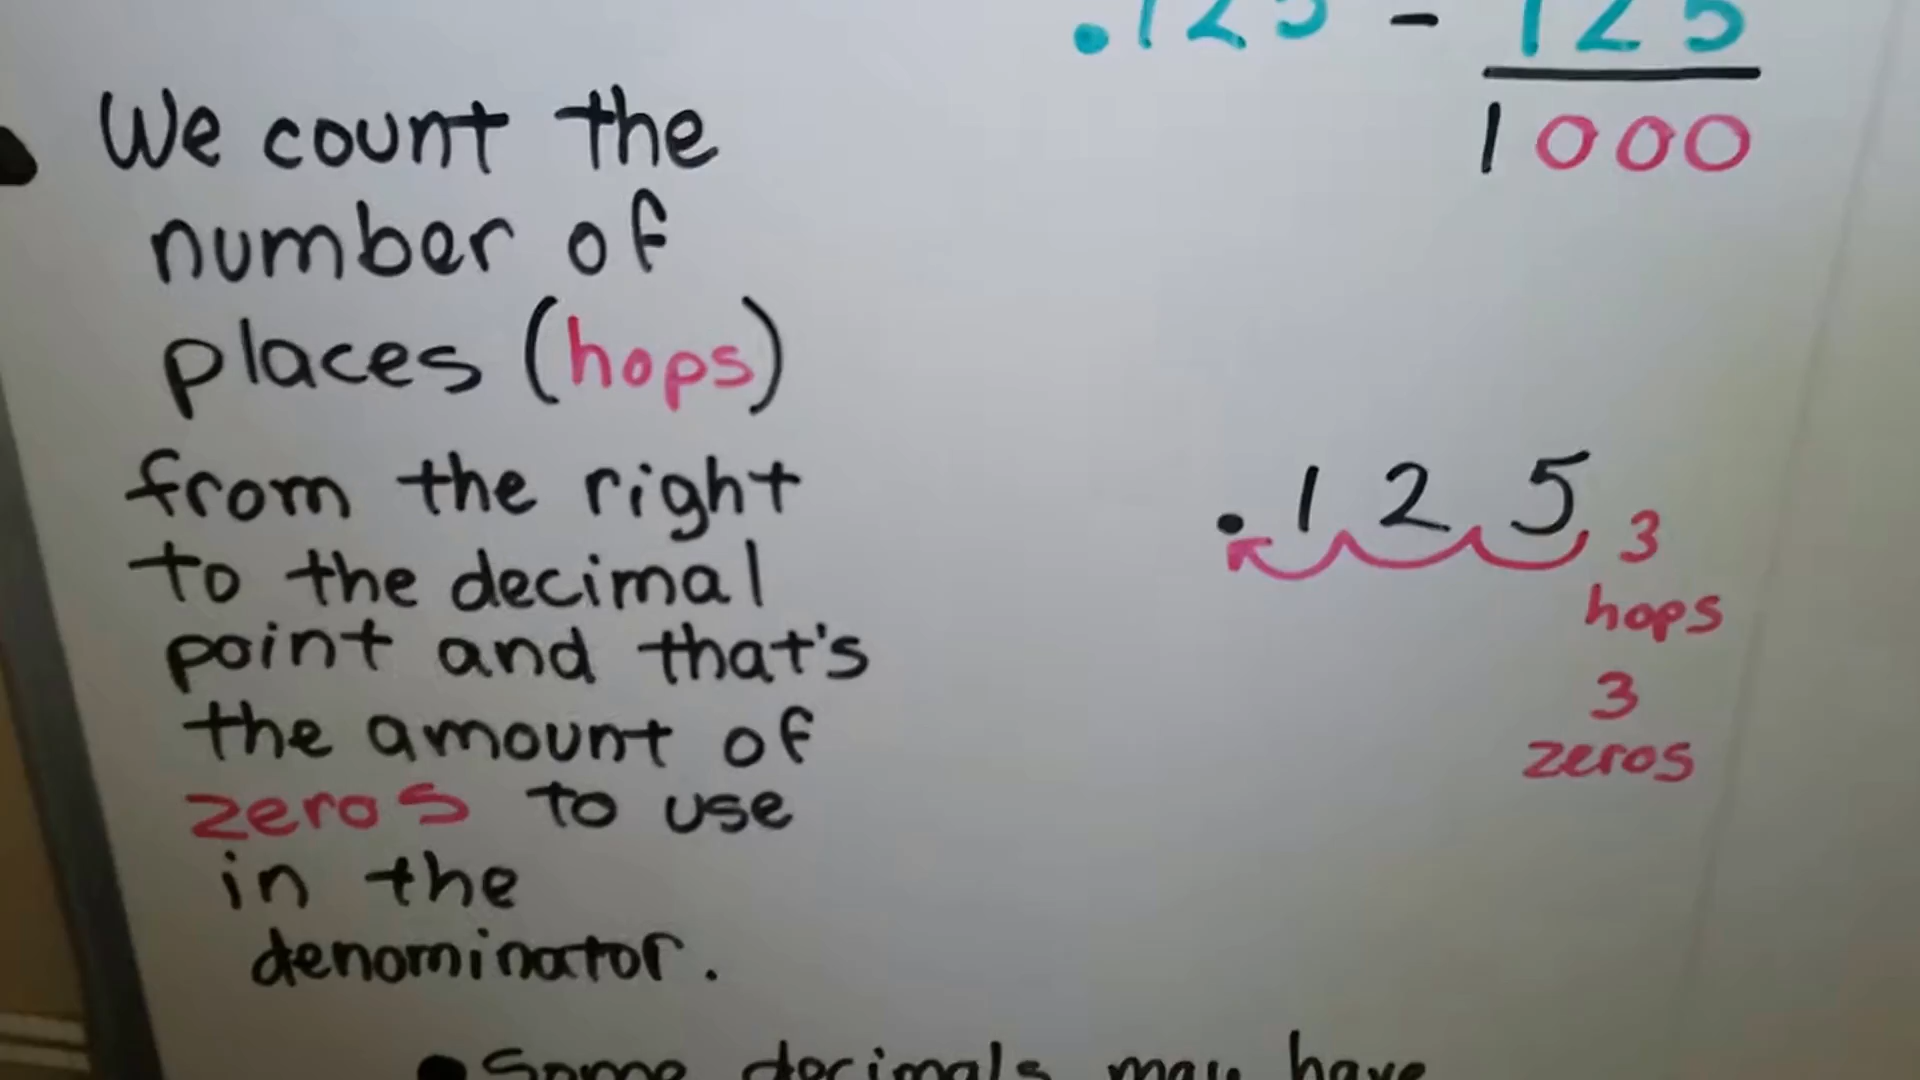 .125 - 125
1000
We count the
number of
places (hops)
from the right
to the decimal
point and that's
the amount of
zeros to use
in the
denominator.
.125 3
hops
3
zeros
Some decimals may have